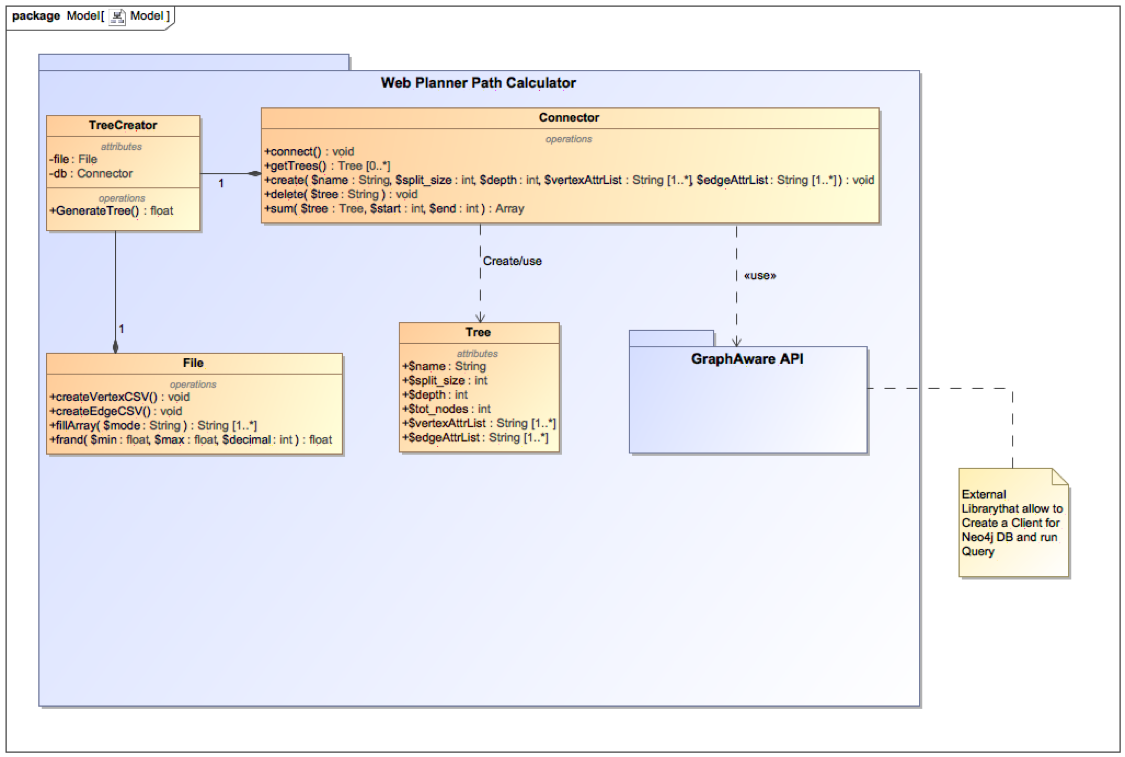 package Model[ Model ]
Web Planner Path Calculator
TreeCreator
attributes
-file : File
-db : Connector
operations
+GenerateTree() : float
1
Connector
operations
+connect() : void
+getTrees() : Tree [0..*]
+create( $name : String, $split_size : int, $depth : int, $vertexAttrList : String [1..*], $edgeAttrList : String [1..*] ) : void
+delete( $tree : String ) : void
+sum( $tree : Tree, $start : int, $end : int ) : Array
Create/use
«use»
1
File
operations
+createVertexCSV() : void
+createEdgeCSV() : void
+fillArray( $mode : String ) : String [1..*]
+frand( $min : float, $max : float, $decimal : int ) : float
Tree
attributes
+$name : String
+$split_size : int
+$depth : int
+$tot_nodes : int
+$vertexAttrList : String [1..*]
+$edgeAttrList : String [1..*]
GraphAware API
External
Librarythat allow to
Create a Client for
Neo4j DB and run
Query